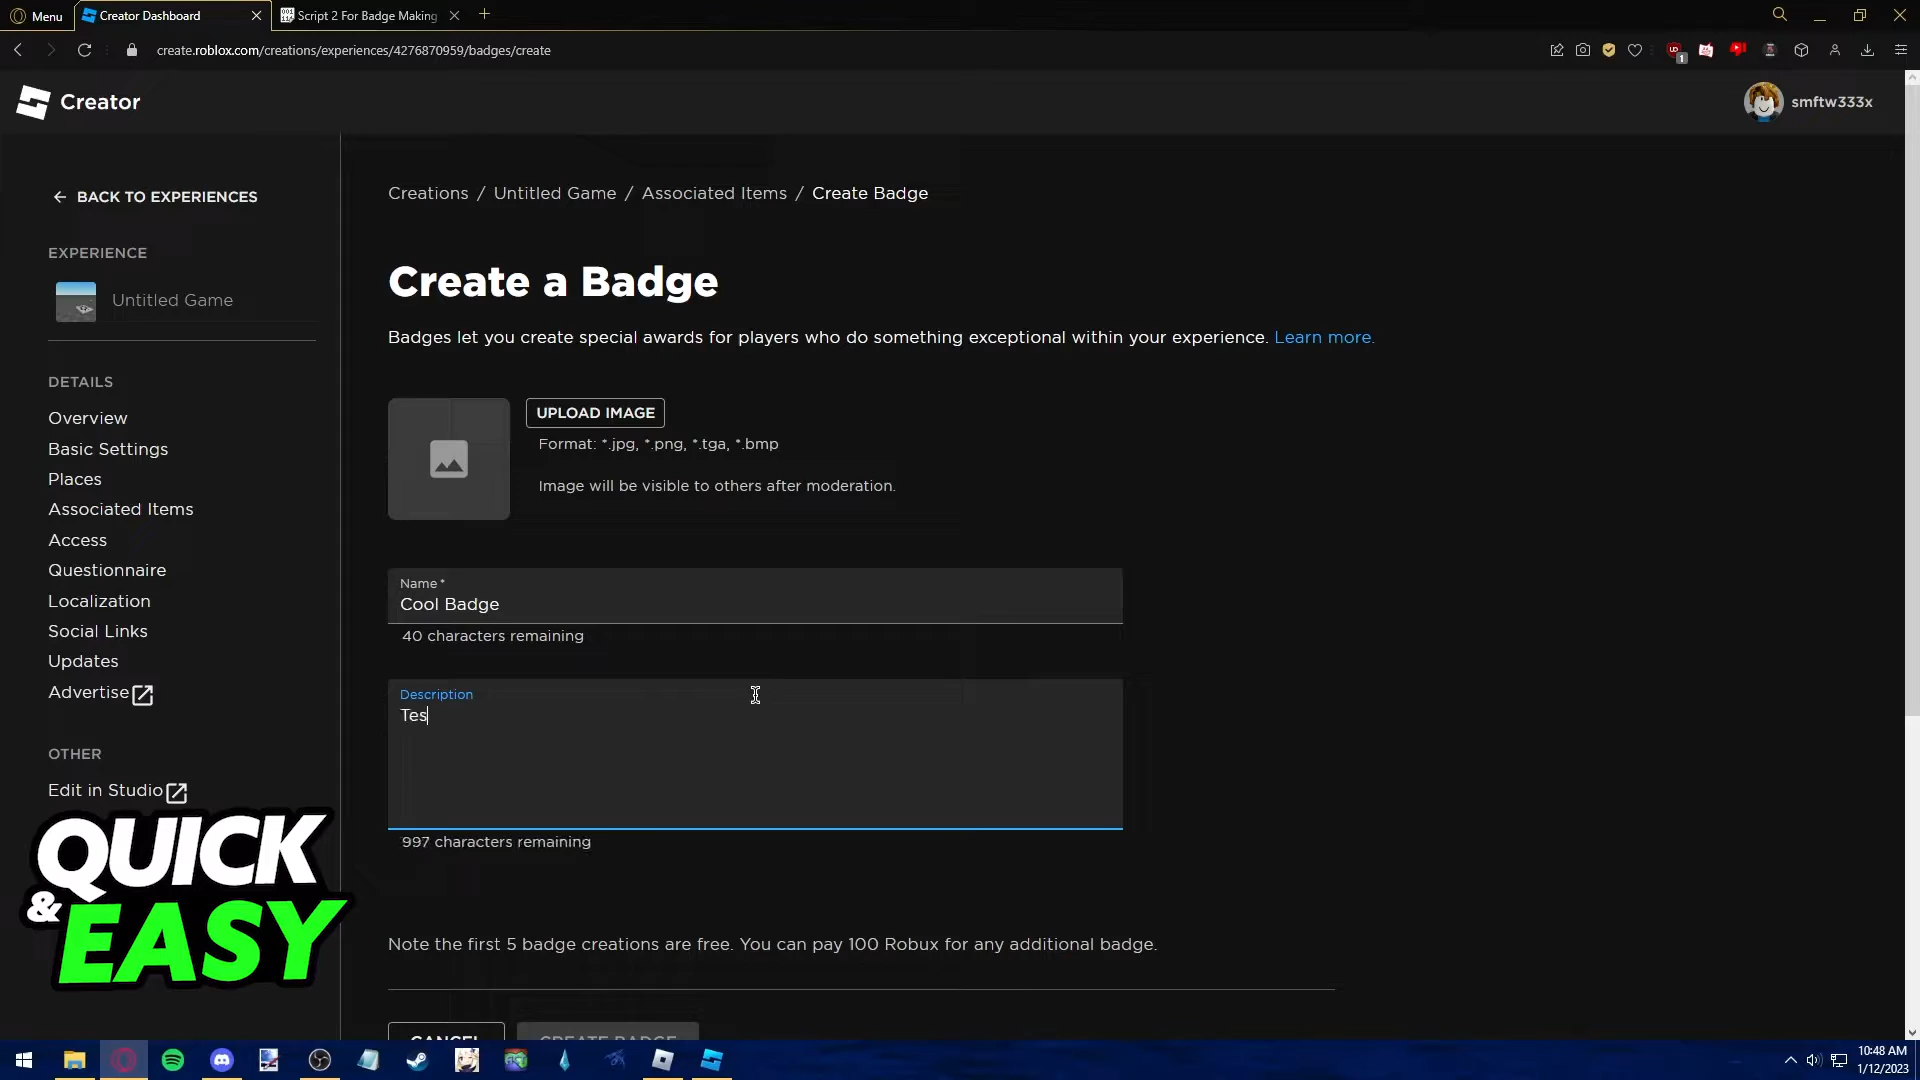 Menu
Creator Dashboard
Script 2 For Badge Making
create.roblox.com/creations/experiences/4276870959/badges/create
1
Creator
smftw333x
BACK TO EXPERIENCES
EXPERIENCE
Untitled Game
DETAILS
Overview
Basic Settings
Places
Associated Items
Access
Questionnaire
Localization
Social Links
Updates
Advertise
OTHER
Edit in Studio
QUICK
& EASY
Creations / Untitled Game / Associated Items / Create Badge
Create a Badge
Badges let you create special awards for players who do something exceptional within your experience. Learn more.
UPLOAD IMAGE
Format: *.jpg, *.png, *.tga, *.bmp
Image will be visible to others after moderation.
Name *
Cool Badge
40 characters remaining
Description
Tes
997 characters remaining
Note the first 5 badge creations are free. You can pay 100 Robux for any additional badge.
CANCEL
CREATE BADGE
10:48 AM
1/12/2023